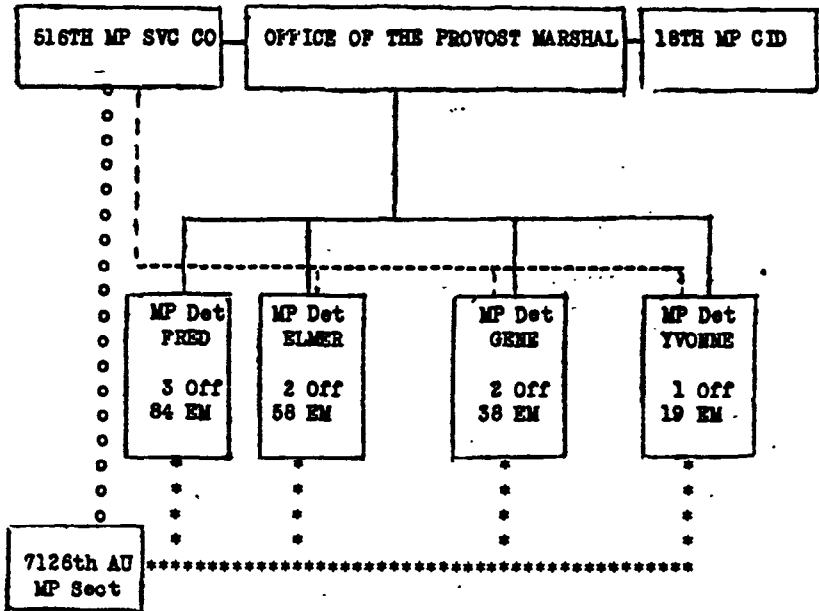 516TH MP SVC CO
OFFICE OF THE PROVOST MARSHAL
18TH MP CID
MP Det
FRED
3 Off
84 EM
MP Det
ELMER
2 Off
58 EM
MP Det
GENE
2 Off
38 EM
MP Det
YVONNE
1 Off
19 EM
7126th AU
MP Sect